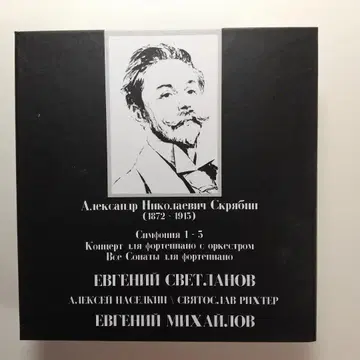 Александр Николаевич Скрябин
(1872 - 1915)
Симфонии 1 - 5
Концерт для фортепиано с оркестром
Все Сонаты для фортепиано
ЕВГЕНИЙ СВЕТЛАНОВ
АЛЕКСЕЙ НАСЕДКИН \ СВЯТОСЛАВ РИХТЕР
ЕВГЕНИЙ МИХАЙЛОВ